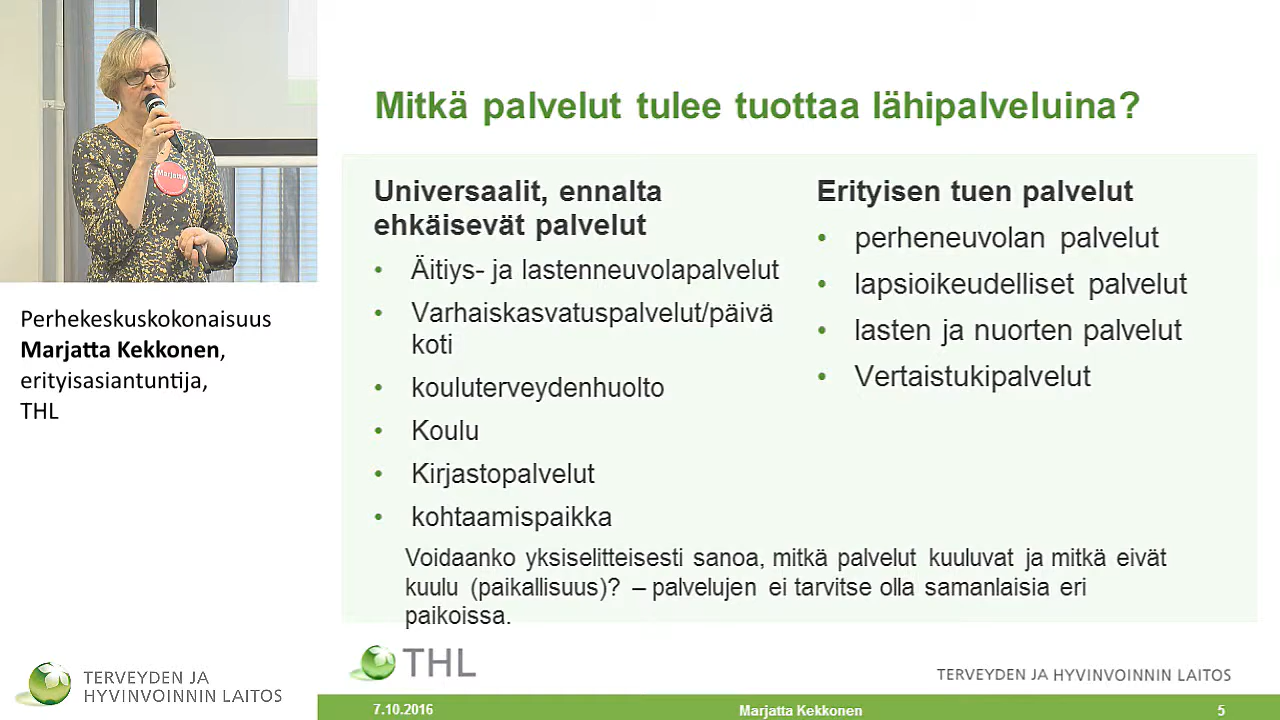 Marjatta
Perhekeskuskokonaisuus
Marjatta Kekkonen,
erityisasiantuntija,
THL
TERVEYDEN JA
HYVINVOINNIN LAITOS
Mitkä palvelut tulee tuottaa lähipalveluina?
Universaalit, ennalta
ehkäisevät palvelut
• Äitiys- ja lastenneuvolapalvelut
• Varhaiskasvatuspalvelut/päivä
koti
• kouluterveydenhuolto
• Koulu
• Kirjastopalvelut
• kohtaamispaikka
Erityisen tuen palvelut
• perheneuvolan palvelut
• lapsioikeudelliset palvelut
• lasten ja nuorten palvelut
• Vertaistukipalvelut
Voidaanko yksiselitteisesti sanoa, mitkä palvelut kuuluvat ja mitkä eivät
kuulu (paikallisuus)? – palvelujen ei tarvitse olla samanlaisia eri
paikoissa.
THL
TERVEYDEN JA HYVINVOINNIN LAITOS
7.10.2016
Marjatta Kekkonen
5